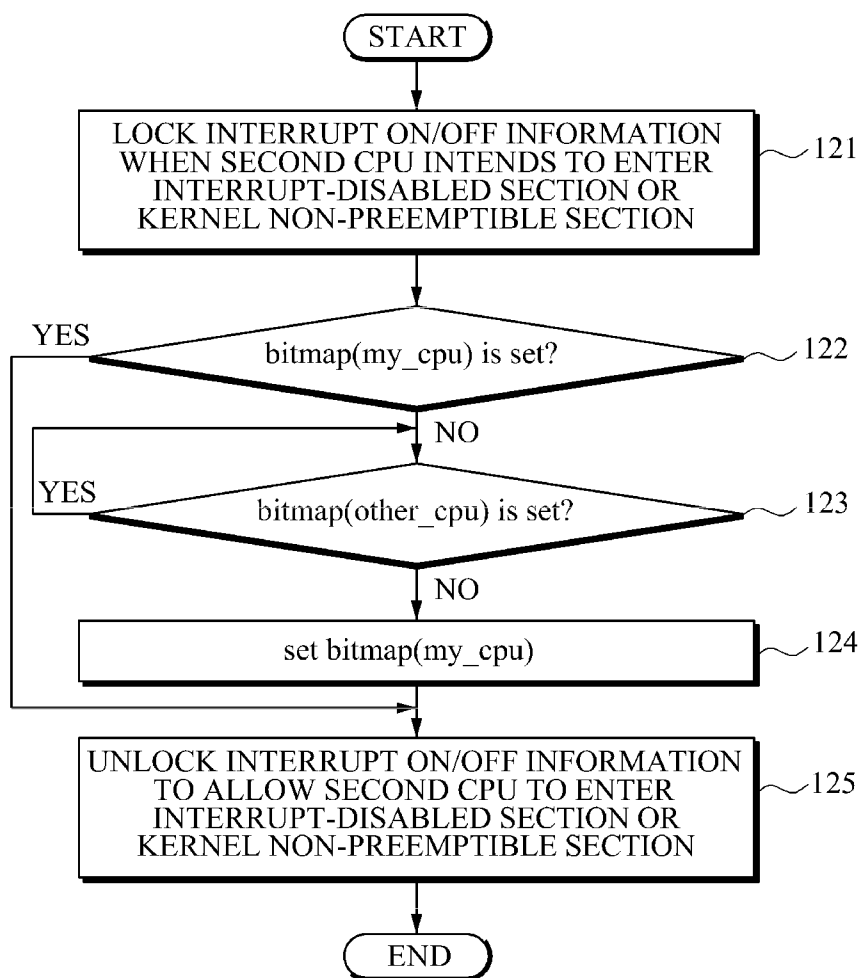 START
LOCK INTERRUPT ON/OFF INFORMATION
WHEN SECOND CPU INTENDS TO ENTER
INTERRUPT-DISABLED SECTION OR
KERNEL NON-PREEMPTIBLE SECTION
121
YES
bitmap(my_cpu) is set?
122
NO
YES
bitmap(other_cpu) is set?
123
NO
set bitmap(my_cpu)
124
UNLOCK INTERRUPT ON/OFF INFORMATION
TO ALLOW SECOND CPU TO ENTER
INTERRUPT-DISABLED SECTION OR
KERNEL NON-PREEMPTIBLE SECTION
125
END